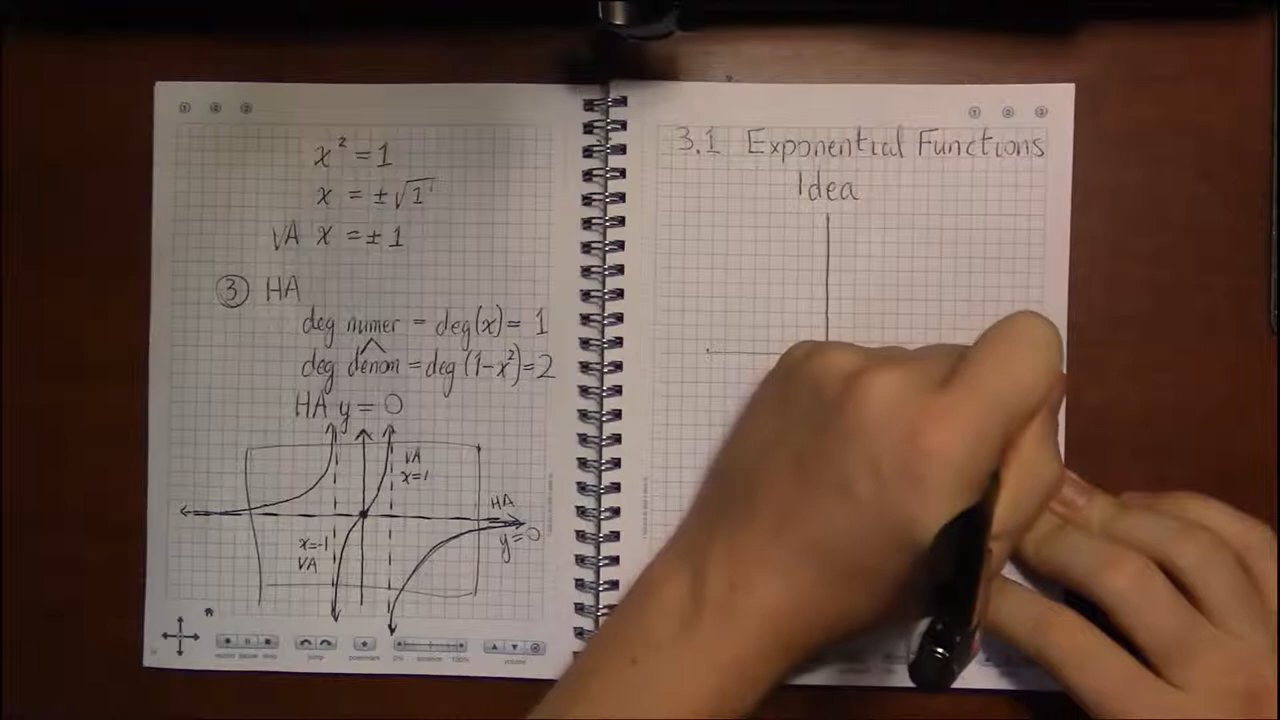 x² = 1
x = ±√1
VA x = ±1
③ HA
deg numer = deg(x) = 1
deg denom = deg(1-x²) = 2
HA y = 0
VA
x=1
HA
y=0
x=-1
VA
3.1 Exponential Functions
Idea